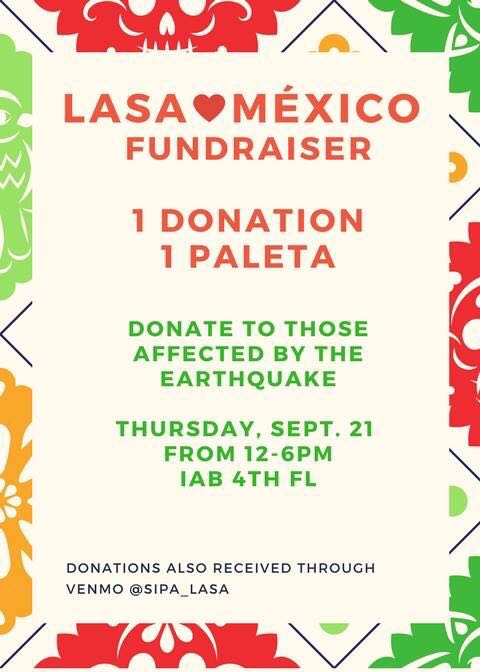 LASA❤MÉXICO
FUNDRAISER
1 DONATION
1 PALETA
DONATE TO THOSE
AFFECTED BY THE
EARTHQUAKE
THURSDAY, SEPT. 21
FROM 12-6PM
IAB 4TH FL
DONATIONS ALSO RECEIVED THROUGH
VENMO @SIPA_LASA